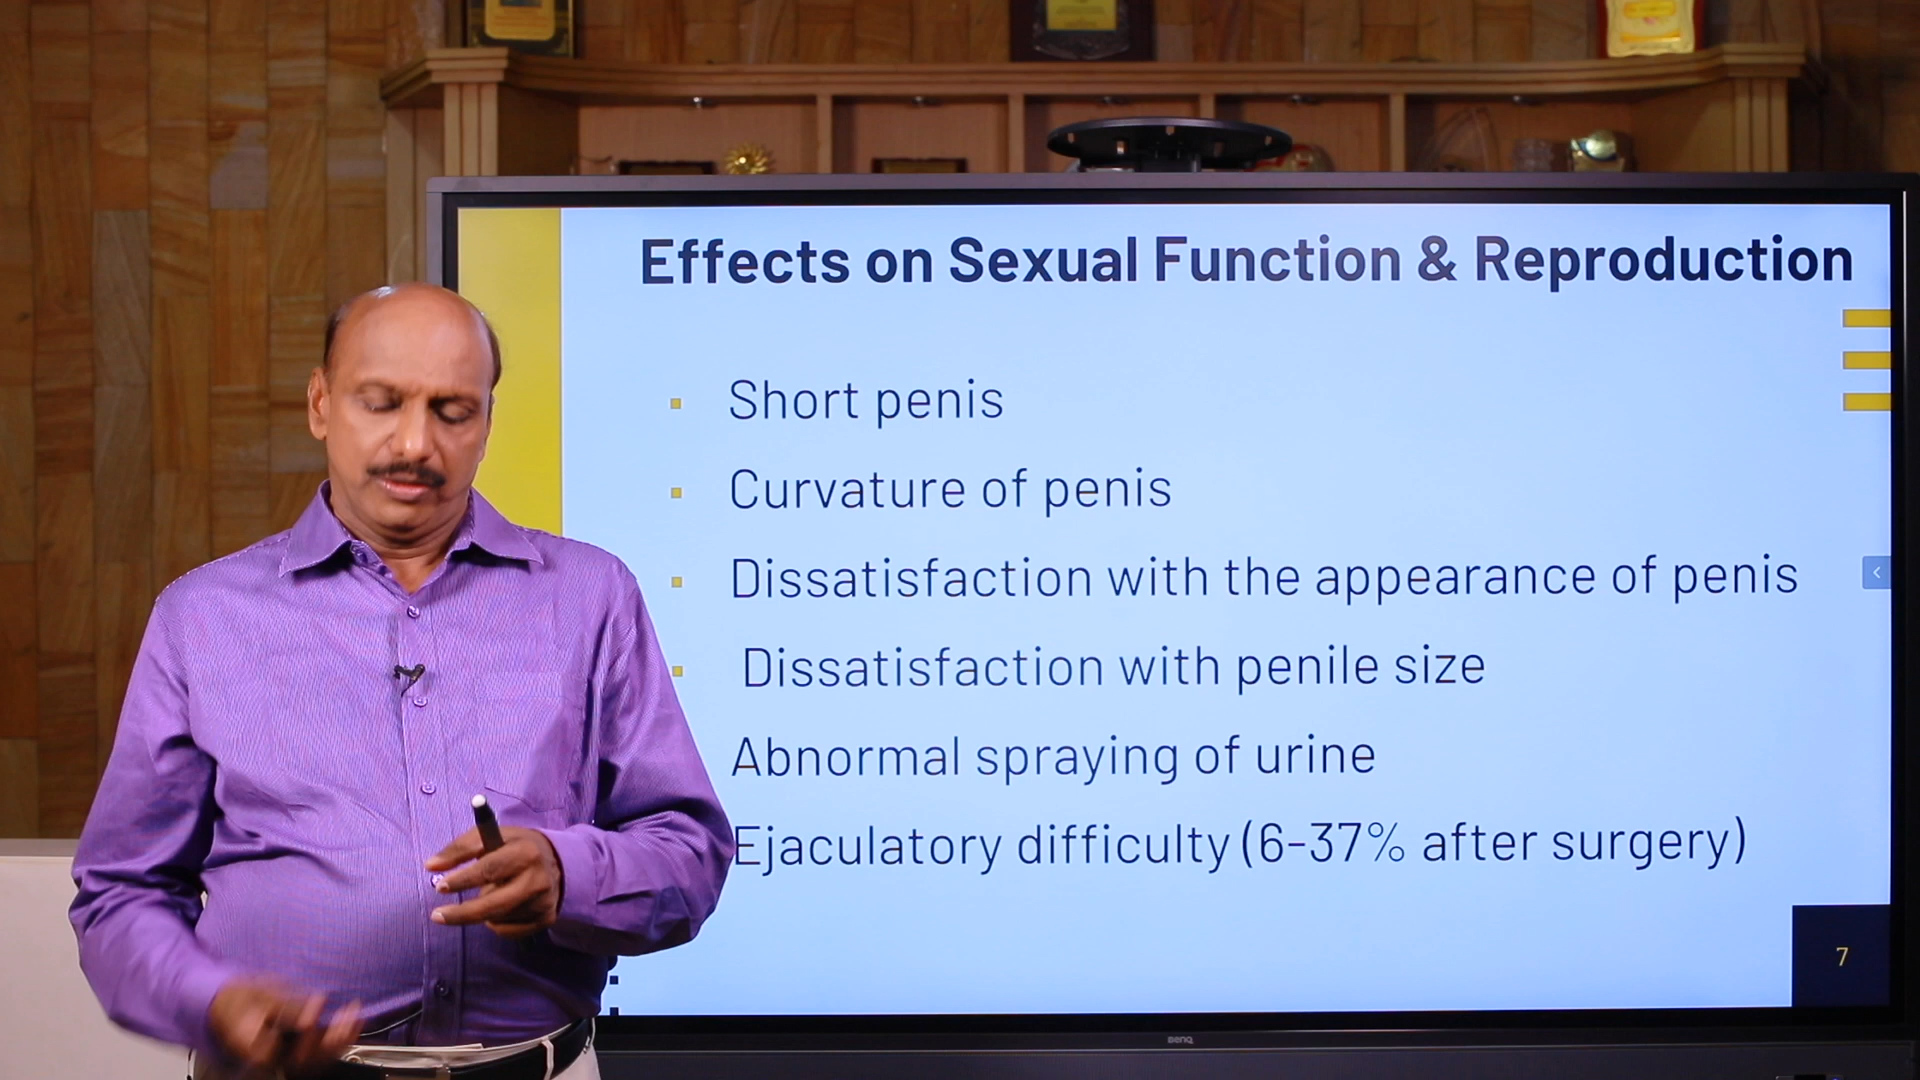 Effects on Sexual Function & Reproduction
Short penis
Curvature of penis
Dissatisfaction with the appearance of penis
Dissatisfaction with penile size
Abnormal spraying of urine
Ejaculatory difficulty (6-37% after surgery)
7
BenQ